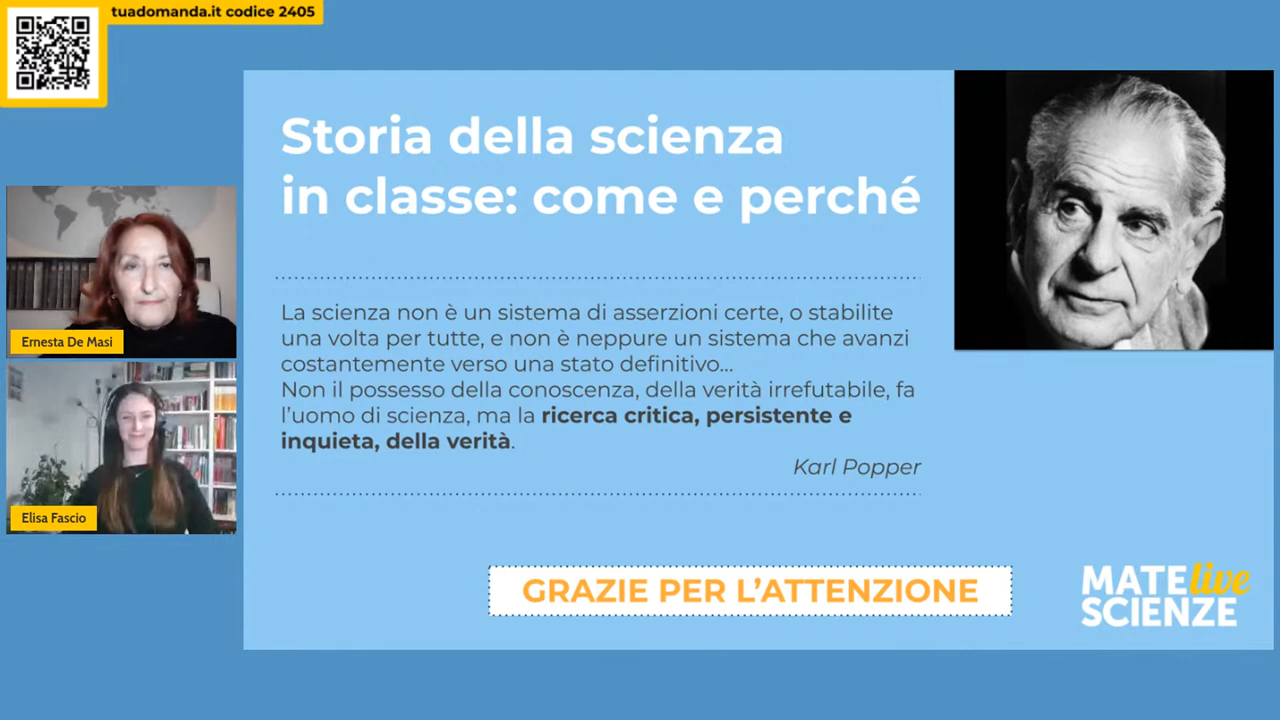 tuadomanda.it codice 2405
Storia della scienza
in classe: come e perché
La scienza non è un sistema di asserzioni certe, o stabilite
una volta per tutte, e non è neppure un sistema che avanzi
costantemente verso una stato definitivo...
Non il possesso della conoscenza, della verità irrefutabile, fa
l’uomo di scienza, ma la ricerca critica, persistente e
inquieta, della verità.
Karl Popper
Ernesta De Masi
Elisa Fascio
GRAZIE PER L’ATTENZIONE
MATE live
SCIENZE